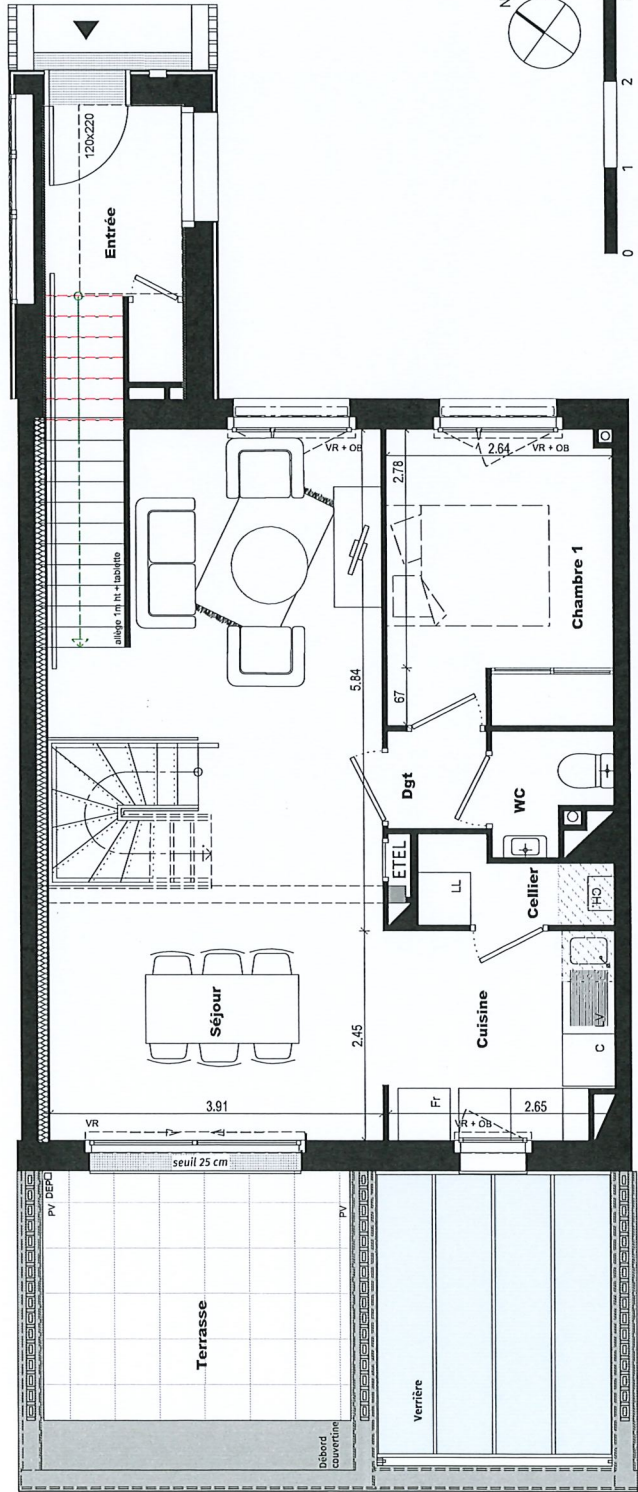 N
120x220
Entrée
0 1 2
allège 1m ht + tablette
VR + OB
2.78
2.64
VR + OB
Chambre 1
5.84
67
Dgt
WC
ETEL
LL
Cellier
CH.
Séjour
2.45
Cuisine
LV
C
3.91
Fr
2.65
VR
VR + OB
seuil 25 cm
PV DEP
PV
Terrasse
Verrière
Débord
couvertine